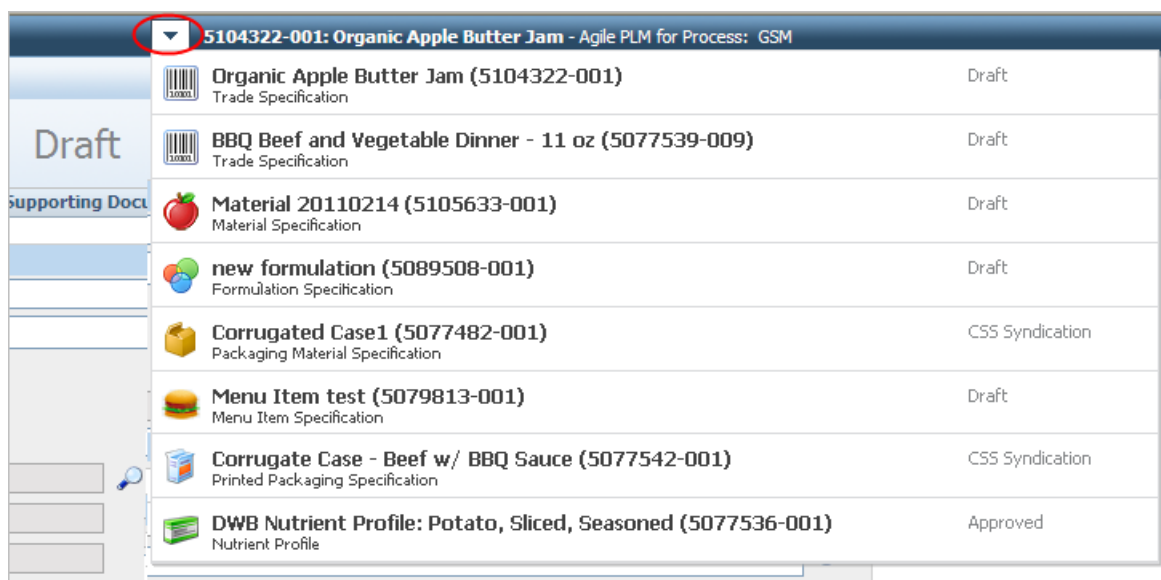 5104322-001: Organic Apple Butter Jam - Agile PLM for Process: GSM
Organic Apple Butter Jam (5104322-001) Draft
Trade Specification
Draft
BBQ Beef and Vegetable Dinner - 11 oz (5077539-009) Draft
Trade Specification
Supporting Docu
Material 20110214 (5105633-001) Draft
Material Specification
new formulation (5089508-001) Draft
Formulation Specification
Corrugated Case1 (5077482-001) CSS Syndication
Packaging Material Specification
Menu Item test (5079813-001) Draft
Menu Item Specification
Corrugate Case - Beef w/ BBQ Sauce (5077542-001) CSS Syndication
Printed Packaging Specification
DWB Nutrient Profile: Potato, Sliced, Seasoned (5077536-001) Approved
Nutrient Profile